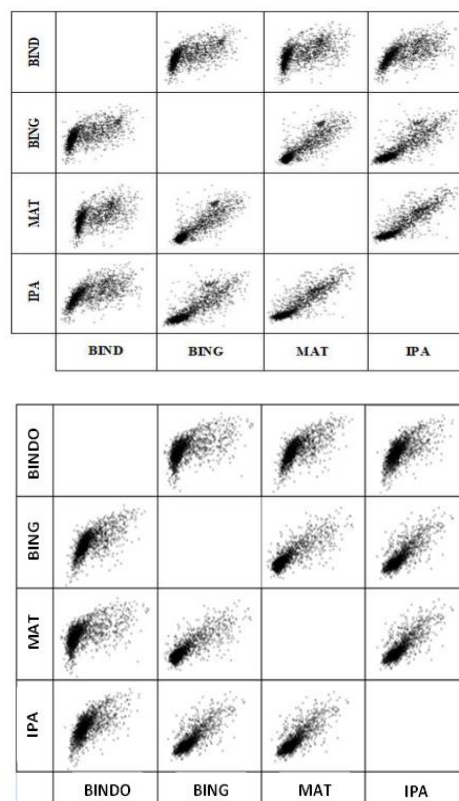 BIND
BING
MAT
IPA
BIND BING MAT IPA
BINDO
BING
MAT
IPA
BINDO BING MAT IPA